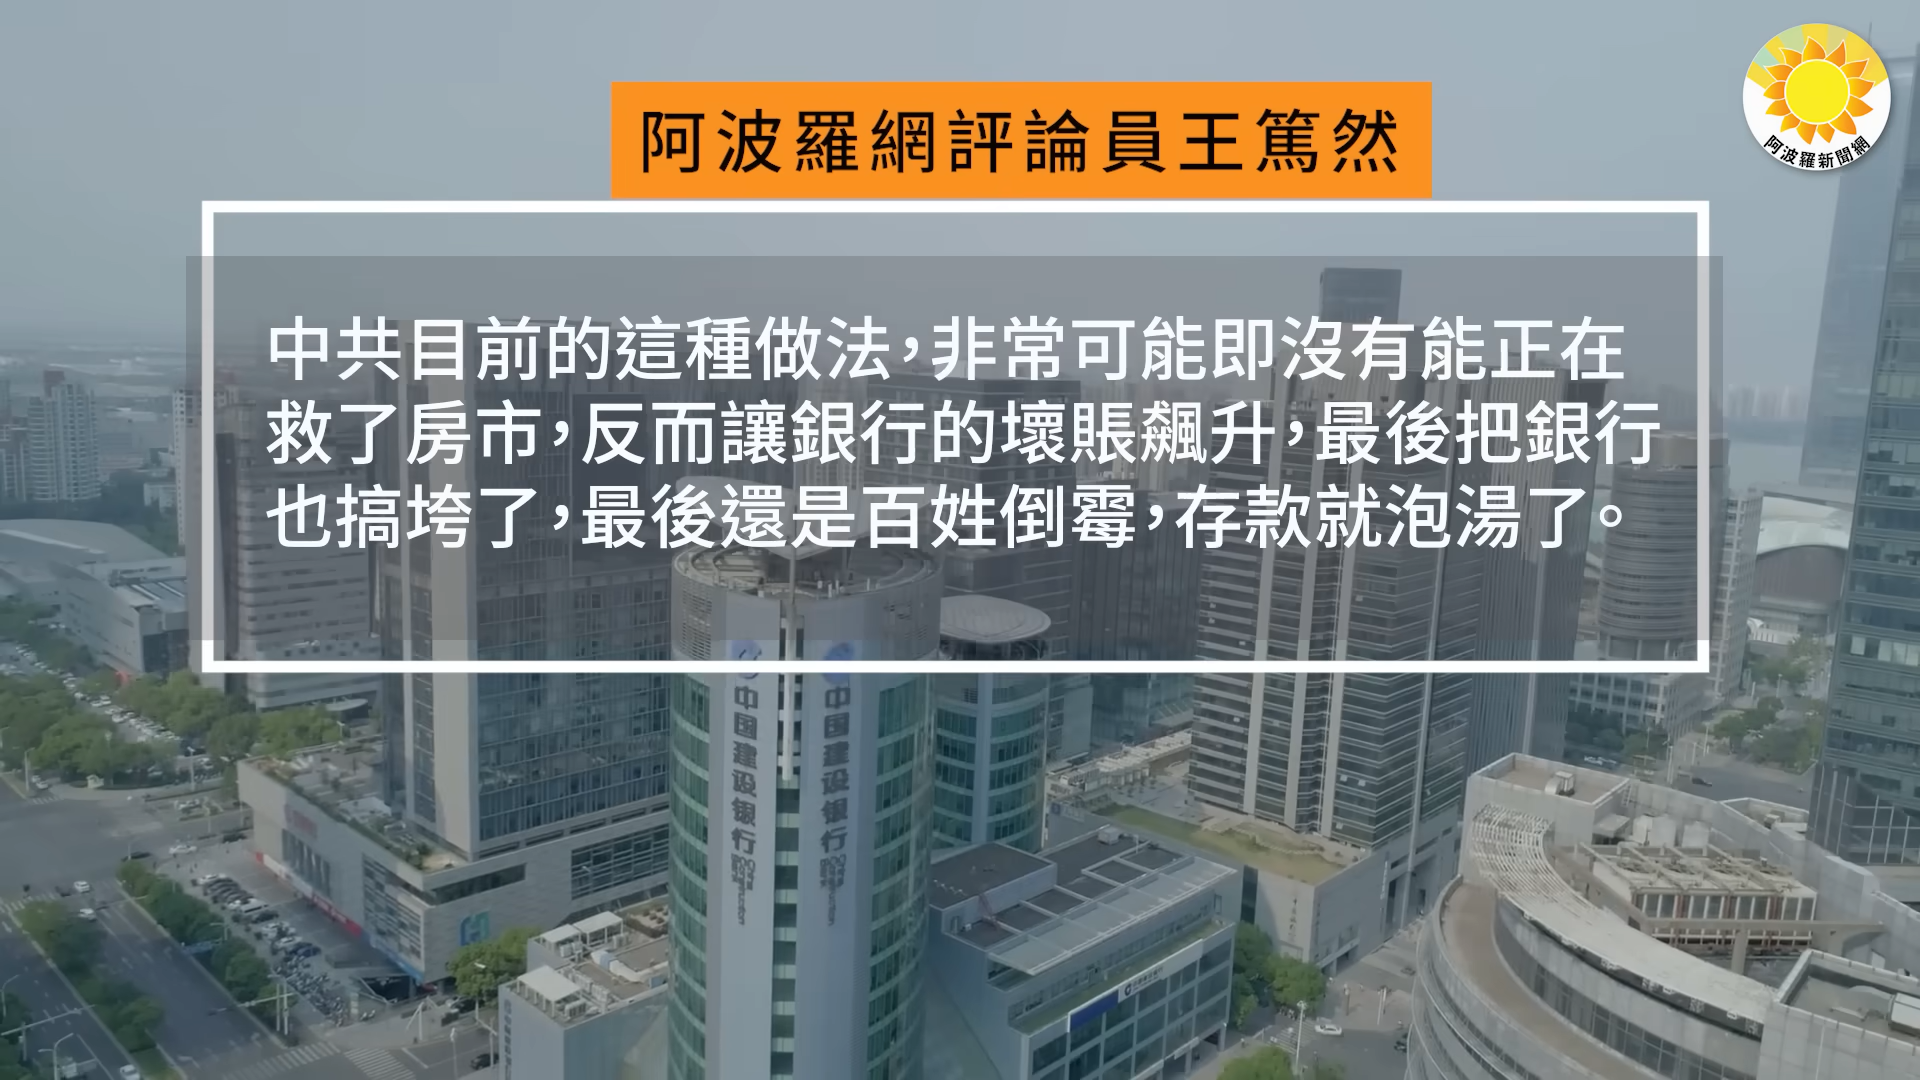 阿波羅網評論員王篤然
阿波羅新聞網
中共目前的這種做法，非常可能即沒有能正在
救了房市，反而讓銀行的壞賬飆升，最後把銀行
也搞垮了，最後還是百姓倒霉，存款就泡湯了。
中国建设银行
中国建设银行